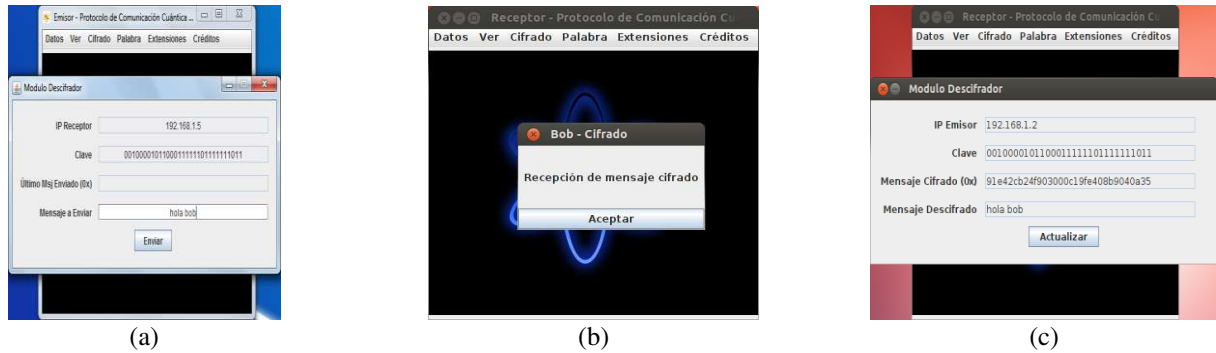 Emisor - Protocolo de Comunicación Cuántica ...
Datos Ver Cifrado Palabra Extensiones Créditos
Modulo Descifrador
IP Receptor 192.168.1.5
Clave
Último Msj Enviado (0x)
Mensaje a Enviar hola bob
Enviar
(a)
Receptor - Protocolo de Comunicación Cu
Datos Ver Cifrado Palabra Extensiones Créditos
Bob - Cifrado
Recepción de mensaje cifrado
Aceptar
(b)
Receptor - Protocolo de Comunicación Cu
Datos Ver Cifrado Palabra Extensiones Créditos
Modulo Descifrador
IP Emisor 192.168.1.2
Clave 0010000101100011111101111111011
Mensaje Cifrado (0x) 91e42cb24f903000c19fe408b9040a35
Mensaje Descifrado hola bob
Actualizar
(c)